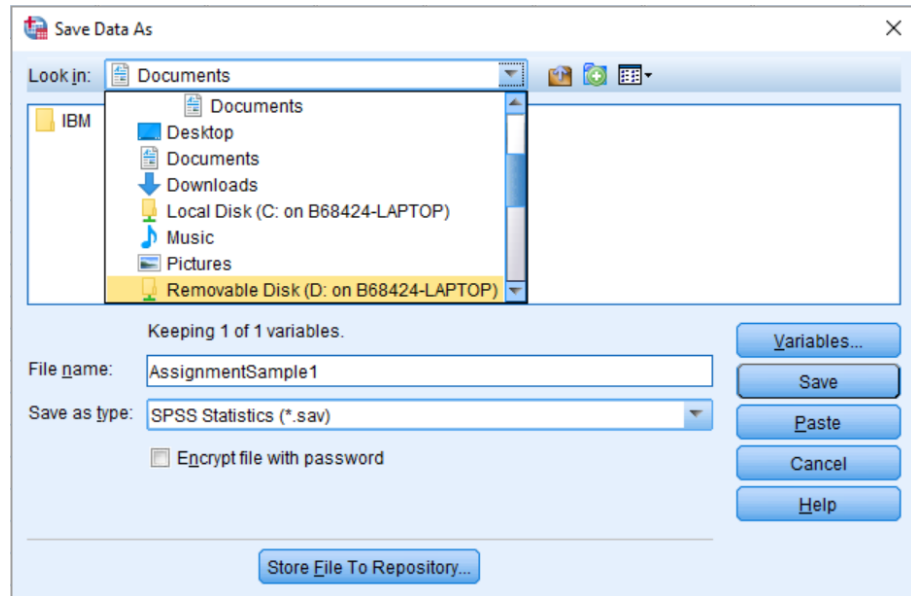 Save Data As
Look in: Documents
Documents
IBM
Desktop
Documents
Downloads
Local Disk (C: on B68424-LAPTOP)
Music
Pictures
Removable Disk (D: on B68424-LAPTOP)
Keeping 1 of 1 variables.
Variables...
File name: AssignmentSample1
Save
Save as type: SPSS Statistics (*.sav)
Paste
Encrypt file with password
Cancel
Help
Store File To Repository...